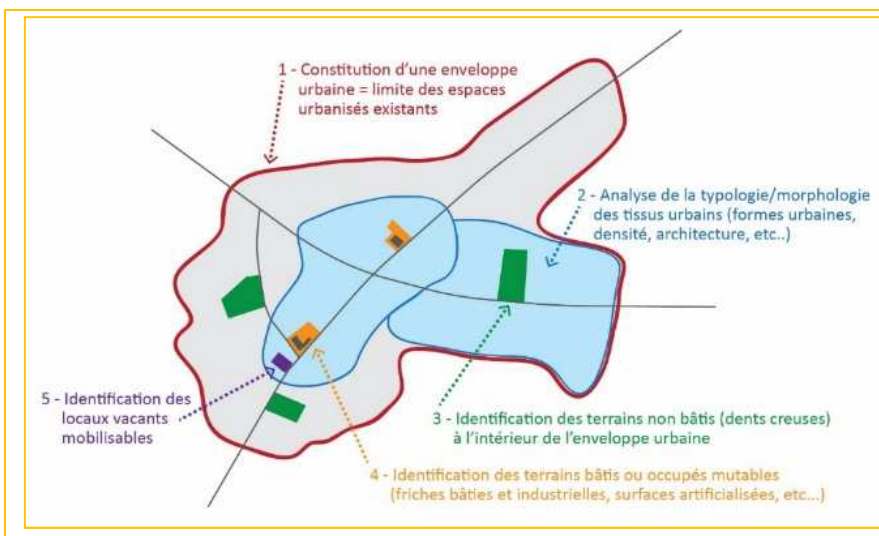 1 - Constitution d'une enveloppe
urbaine = limite des espaces
urbanisés existants
2 - Analyse de la typologie/morphologie
des tissus urbains (formes urbaines,
densité, architecture, etc..)
3 - Identification des terrains non bâtis (dents creuses)
à l'intérieur de l'enveloppe urbaine
5 - Identification des
locaux vacants
mobilisables
4 - Identification des terrains bâtis ou occupés mutables
(friches bâties et industrielles, surfaces artificialisées, etc...)